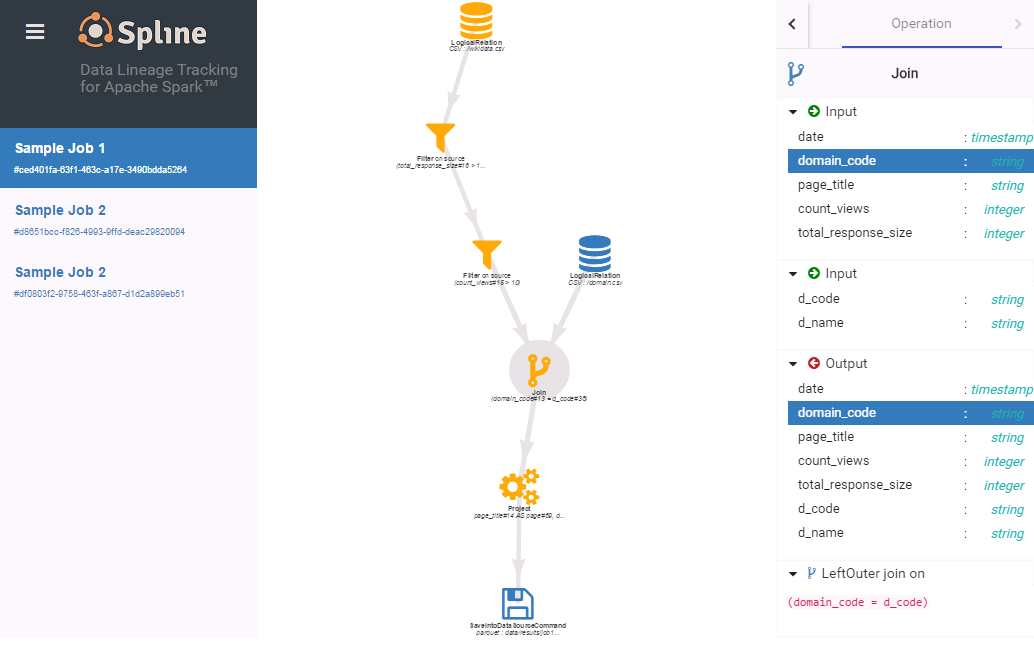 Spline
Data Lineage Tracking
for Apache Spark™
Sample Job 1
#ced401fa-63f1-463c-a17e-3490bdda5264
Sample Job 2
#d8651bcc-f826-4993-9ffd-deac29820094
Sample Job 2
#df0803f2-9758-463f-a867-d1d2a899eb51
LogicalRelation
CSV : /wikidata.csv
Filter on source
(total_response_size#16 > 1...
Filter on source
(count_views#15 > 10)
LogicalRelation
CSV : /domain.csv
Join
(domain_code#13 = d_code#36)
Project
page_title#14 AS page#69, d...
SaveIntoDataSourceCommand
parquet : data/results/job1...
Operation
Join
Input
date : timestamp
domain_code : string
page_title : string
count_views : integer
total_response_size : integer
Input
d_code : string
d_name : string
Output
date : timestamp
domain_code : string
page_title : string
count_views : integer
total_response_size : integer
d_code : string
d_name : string
LeftOuter join on
(domain_code = d_code)